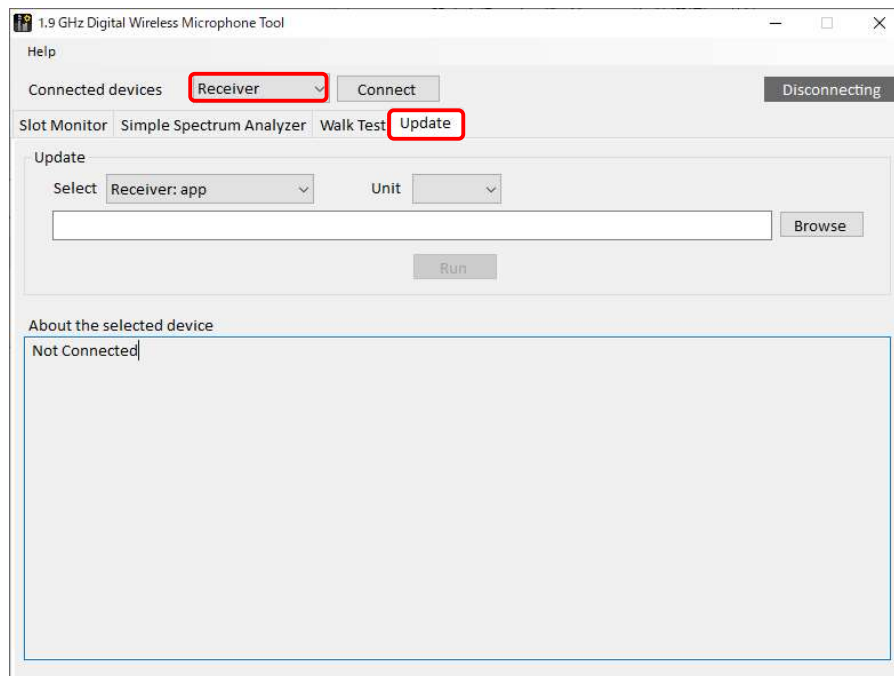 1.9 GHz Digital Wireless Microphone Tool
Help
Connected devices Receiver Connect Disconnecting
Slot Monitor Simple Spectrum Analyzer Walk Test Update
Update
Select Receiver: app Unit
Browse
Run
About the selected device
Not Connected